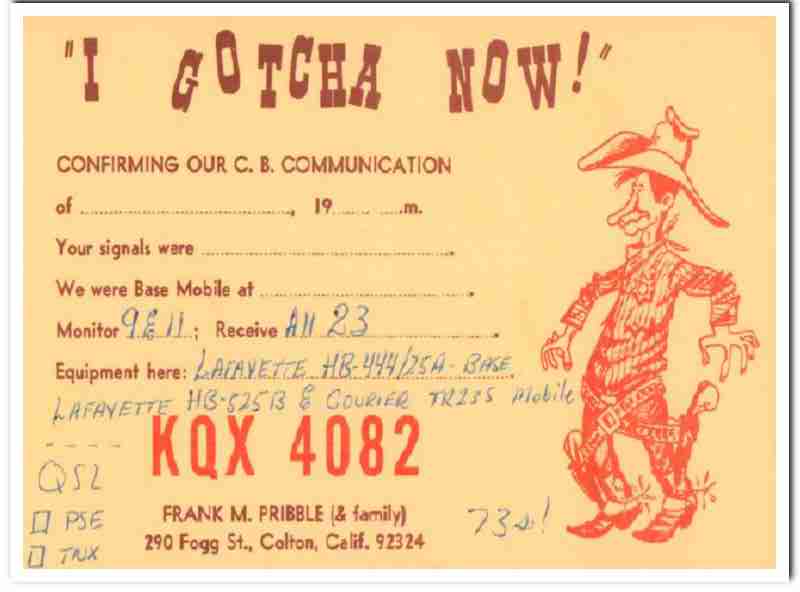 "I GOTCHA NOW!"
CONFIRMING OUR C. B. COMMUNICATION
of ........................, 19...... ....m.
Your signals were ........................
We were Base Mobile at ........................
Monitor 9 & 11; Receive All 23
Equipment here: LAFAYETTE HB-444/25A - BASE
LAFAYETTE HB-525B & COURIER TR23S Mobile
KQX 4082
QSL
PSE
TNX
FRANK M. PRIBBLE (& family)
290 Fogg St., Colton, Calif. 92324
73s!